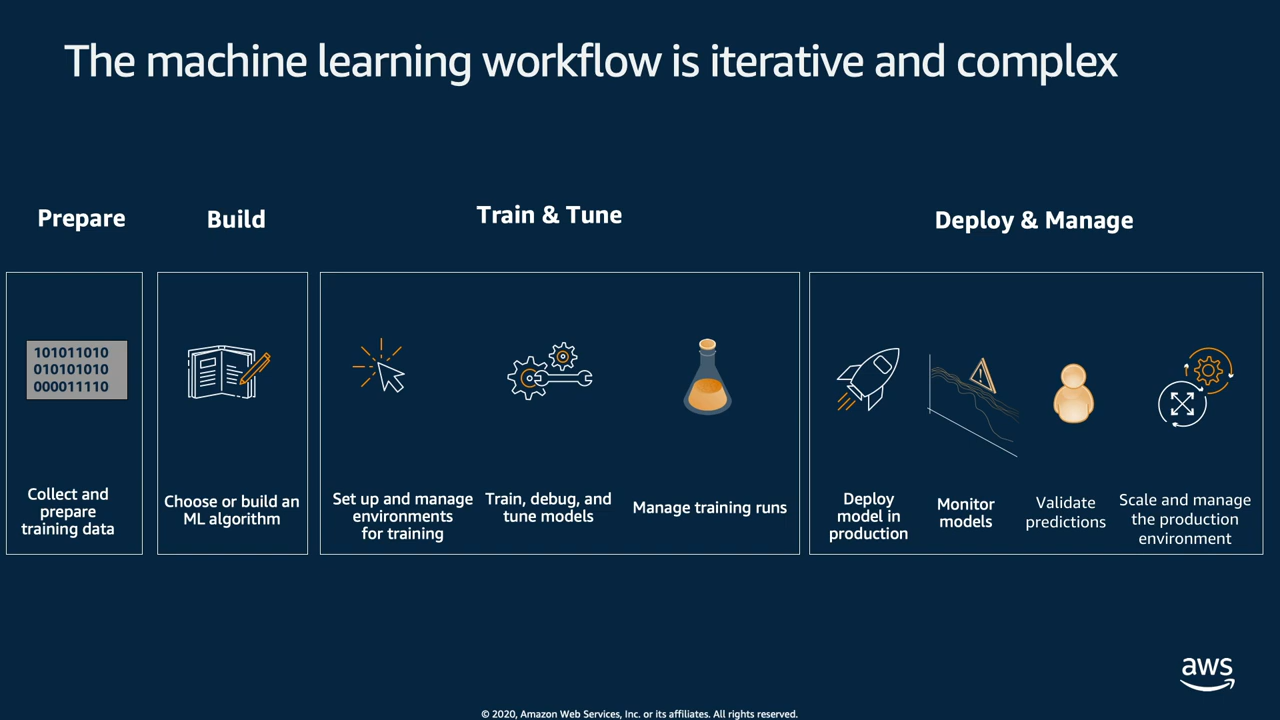 The machine learning workflow is iterative and complex
Prepare
Build
Train & Tune
Deploy & Manage
101011010
010101010
000011110
Collect and
prepare
training data
Choose or build an
ML algorithm
Set up and manage
environments
for training
Train, debug, and
tune models
Manage training runs
Deploy
model in
production
Monitor
models
Validate
predictions
Scale and manage
the production
environment
aws
© 2020, Amazon Web Services, Inc. or its affiliates. All rights reserved.